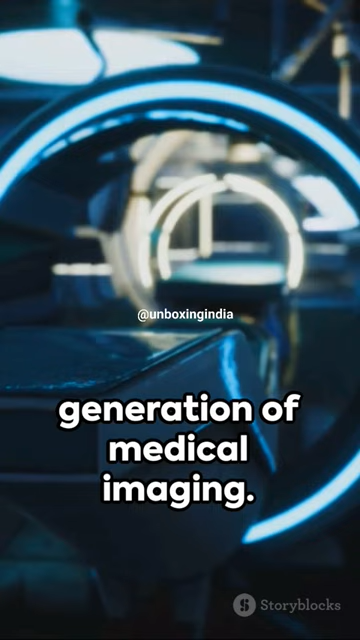 @unboxingindia
generation of
medical
imaging.
Storyblocks